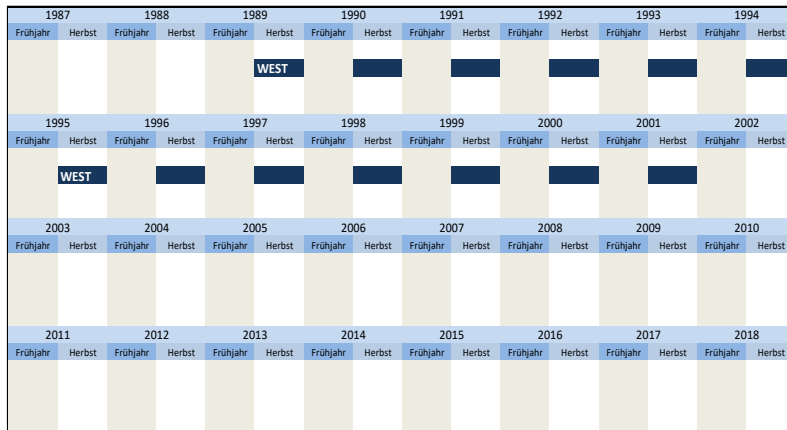 1987 1988 1989 1990 1991 1992 1993 1994
Frühjahr Herbst Frühjahr Herbst Frühjahr Herbst Frühjahr Herbst Frühjahr Herbst Frühjahr Herbst Frühjahr Herbst Frühjahr Herbst
WEST
1995 1996 1997 1998 1999 2000 2001 2002
Frühjahr Herbst Frühjahr Herbst Frühjahr Herbst Frühjahr Herbst Frühjahr Herbst Frühjahr Herbst Frühjahr Herbst Frühjahr Herbst
WEST
2003 2004 2005 2006 2007 2008 2009 2010
Frühjahr Herbst Frühjahr Herbst Frühjahr Herbst Frühjahr Herbst Frühjahr Herbst Frühjahr Herbst Frühjahr Herbst Frühjahr Herbst
2011 2012 2013 2014 2015 2016 2017 2018
Frühjahr Herbst Frühjahr Herbst Frühjahr Herbst Frühjahr Herbst Frühjahr Herbst Frühjahr Herbst Frühjahr Herbst Frühjahr Herbst